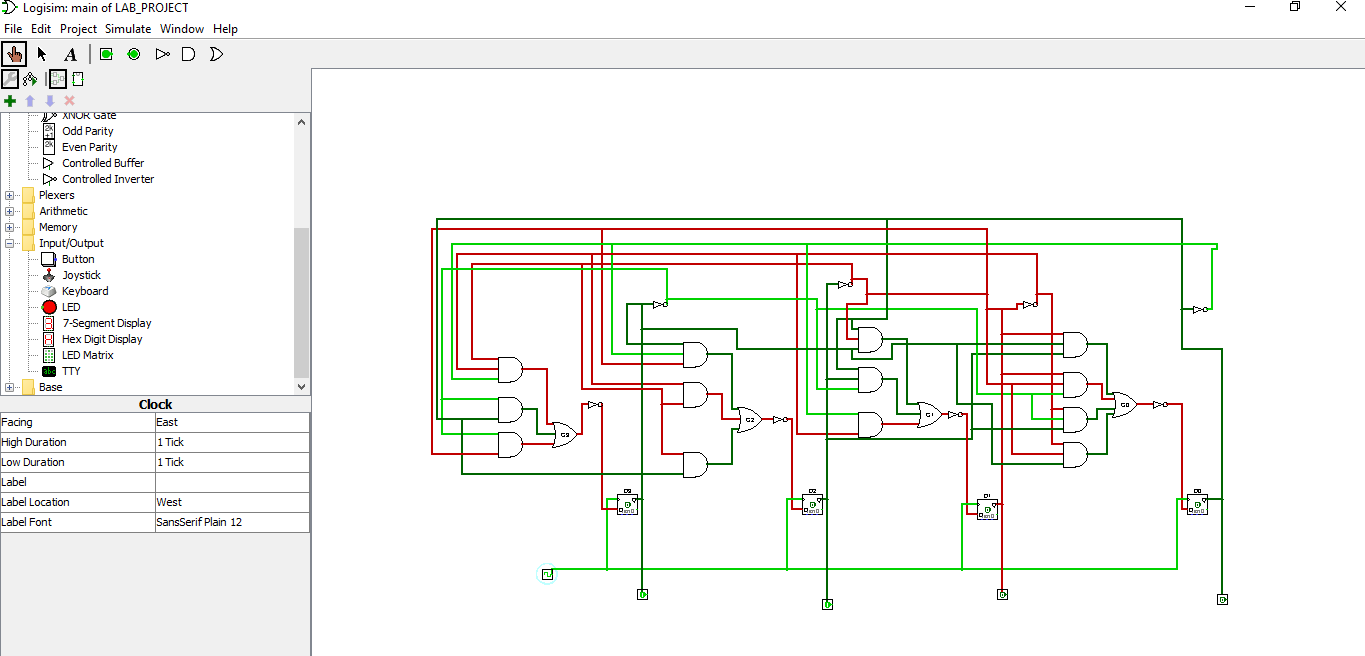 Logisim: main of LAB_PROJECT
File Edit Project Simulate Window Help
A
XNOR Gate
Odd Parity
Even Parity
Controlled Buffer
Controlled Inverter
Plexers
Arithmetic
Memory
Input/Output
Button
Joystick
Keyboard
LED
7-Segment Display
Hex Digit Display
LED Matrix
TTY
Base
Clock
Facing East
High Duration 1 Tick
Low Duration 1 Tick
Label
Label Location West
Label Font SansSerif Plain 12
G3
G2
G1
G0
D3
D2
D1
D0